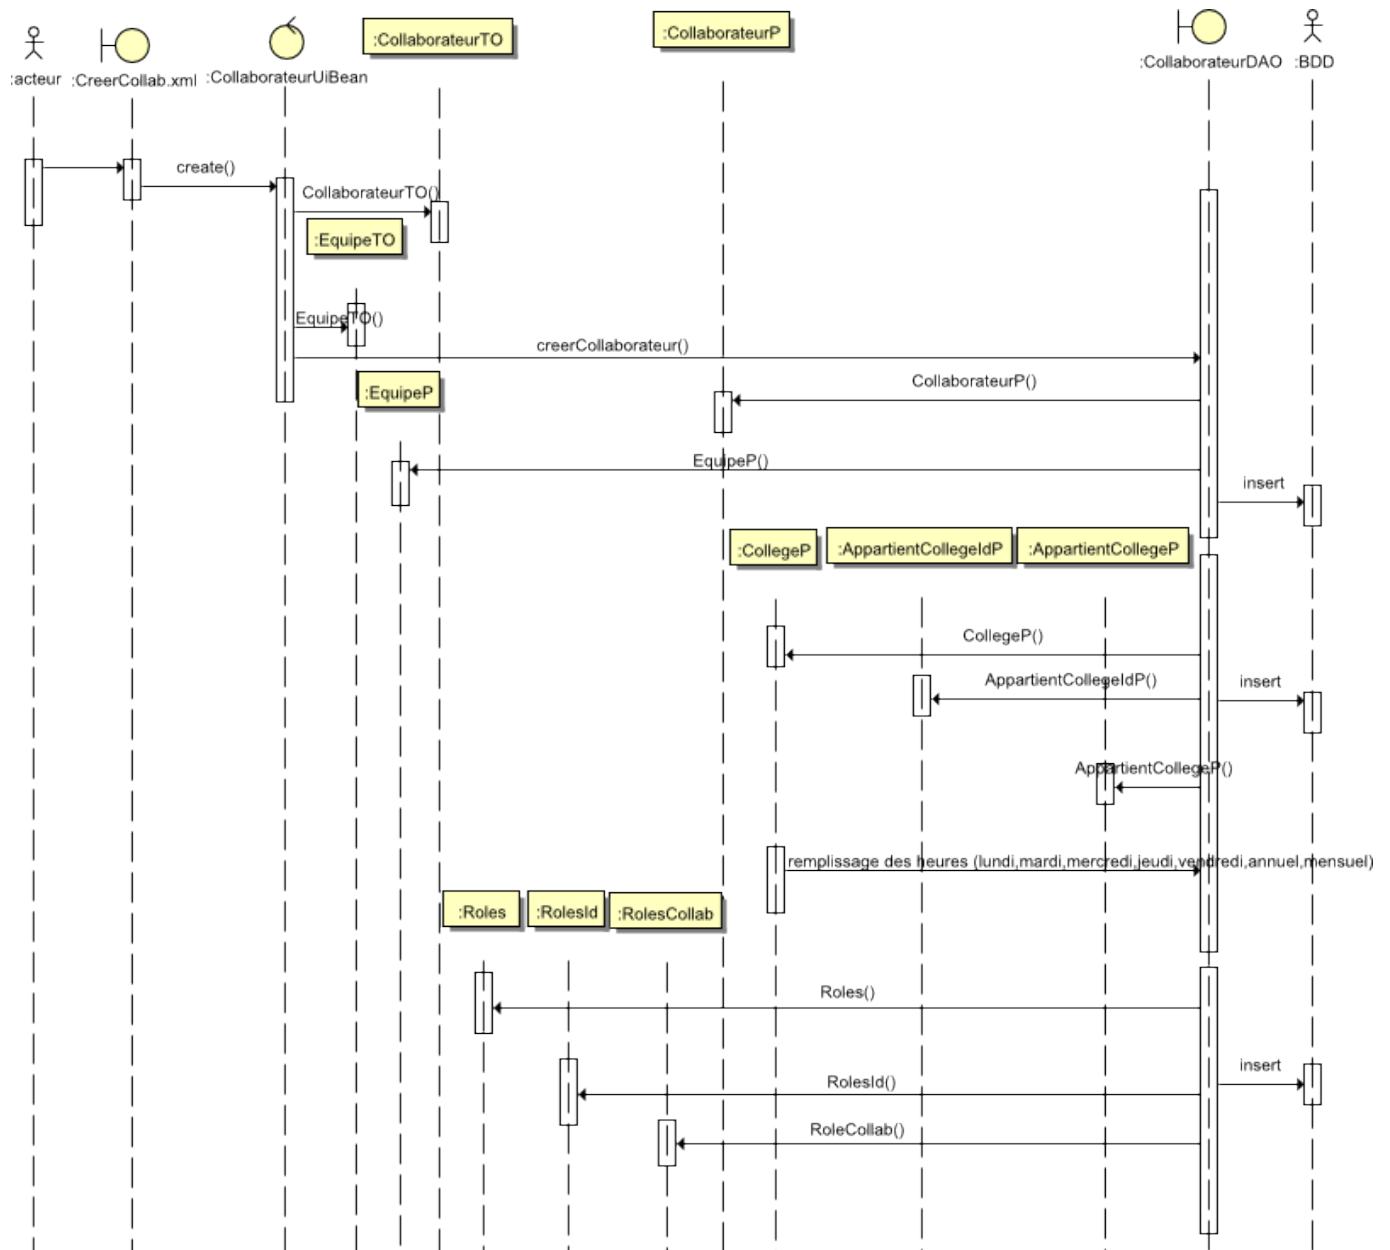 :acteur
:CreerCollab.xml
:CollaborateurUiBean
:CollaborateurTO
:CollaborateurP
:CollaborateurDAO
:BDD
create()
CollaborateurTO()
:EquipeTO
EquipeTO()
creerCollaborateur()
:EquipeP
CollaborateurP()
EquipeP()
insert
:CollegeP
:AppartientCollegeIdP
:AppartientCollegeP
CollegeP()
AppartientCollegeIdP()
insert
AppartientCollegeP()
remplissage des heures (lundi,mardi,mercredi,jeudi,vendredi,annuel,mensuel)
:Roles
:RolesId
:RolesCollab
Roles()
insert
RolesId()
RoleCollab()